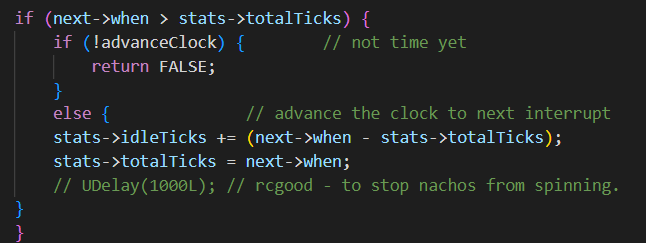 if (next->when > stats->totalTicks) {
if (!advanceClock) { // not time yet
return FALSE;
}
else { // advance the clock to next interrupt
stats->idleTicks += (next->when - stats->totalTicks);
stats->totalTicks = next->when;
// UDelay(1000L); // rcgood - to stop nachos from spinning.
}
}